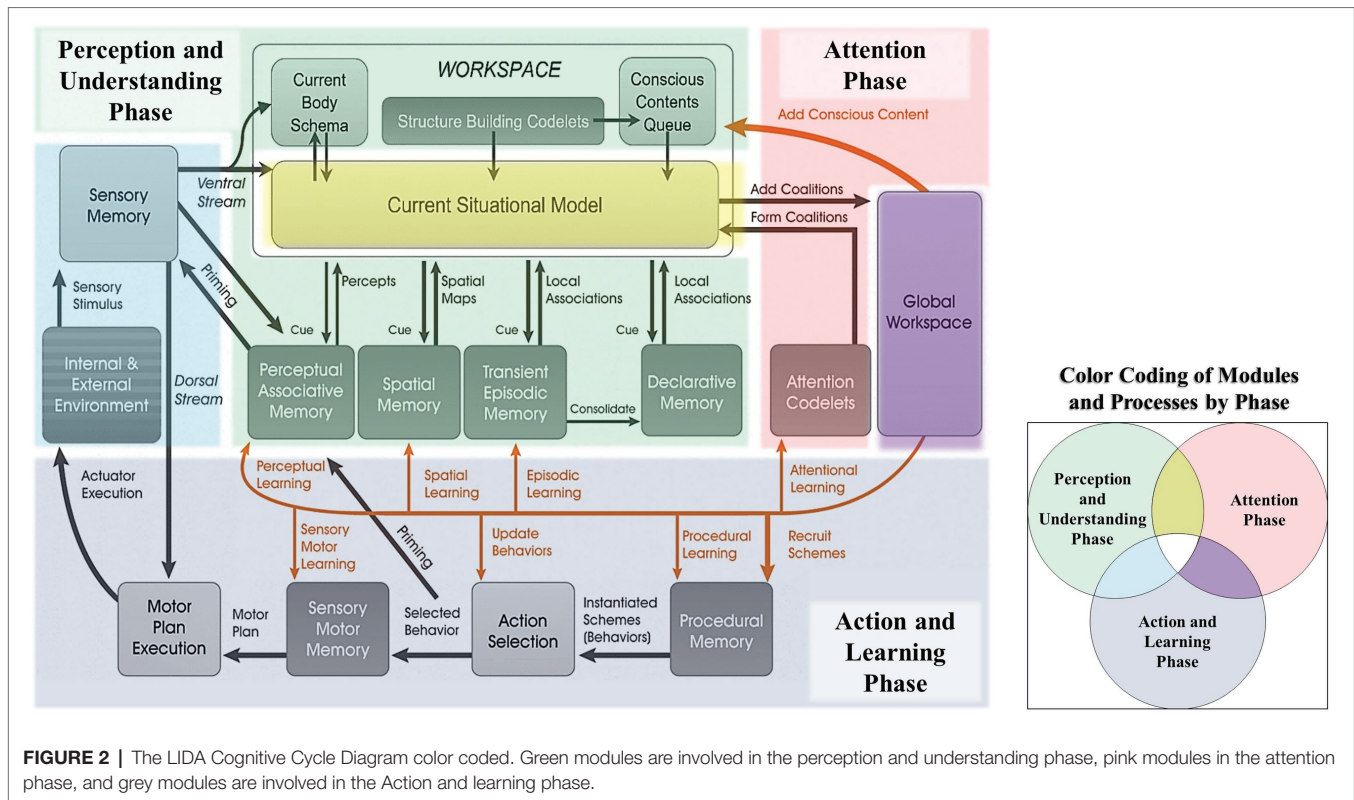 Perception and
Understanding
Phase
WORKSPACE
Current
Body
Schema
Structure Building Codelets
Conscious
Contents
Queue
Attention
Phase
Add Conscious Content
Sensory
Memory
Ventral
Stream
Current Situational Model
Add Coalitions
Form Coalitions
Priming
Sensory
Stimulus
Percepts
Cue
Spatial
Maps
Cue
Local
Associations
Cue
Local
Associations
Cue
Global
Workspace
Internal &
External
Environment
Dorsal
Stream
Perceptual
Associative
Memory
Spatial
Memory
Transient
Episodic
Memory
Consolidate
Declarative
Memory
Attention
Codelets
Actuator
Execution
Perceptual
Learning
Spatial
Learning
Episodic
Learning
Attentional
Learning
Sensory
Motor
Learning
Priming
Update
Behaviors
Procedural
Learning
Recruit
Schemes
Motor
Plan
Execution
Motor
Plan
Sensory
Motor
Memory
Selected
Behavior
Action
Selection
Instantiated
Schemes
(Behaviors)
Procedural
Memory
Action and
Learning
Phase
Color Coding of Modules
and Processes by Phase
Perception
and
Understanding
Phase
Attention
Phase
Action and
Learning
Phase
FIGURE 2 | The LIDA Cognitive Cycle Diagram color coded. Green modules are involved in the perception and understanding phase, pink modules in the attention
phase, and grey modules are involved in the Action and learning phase.